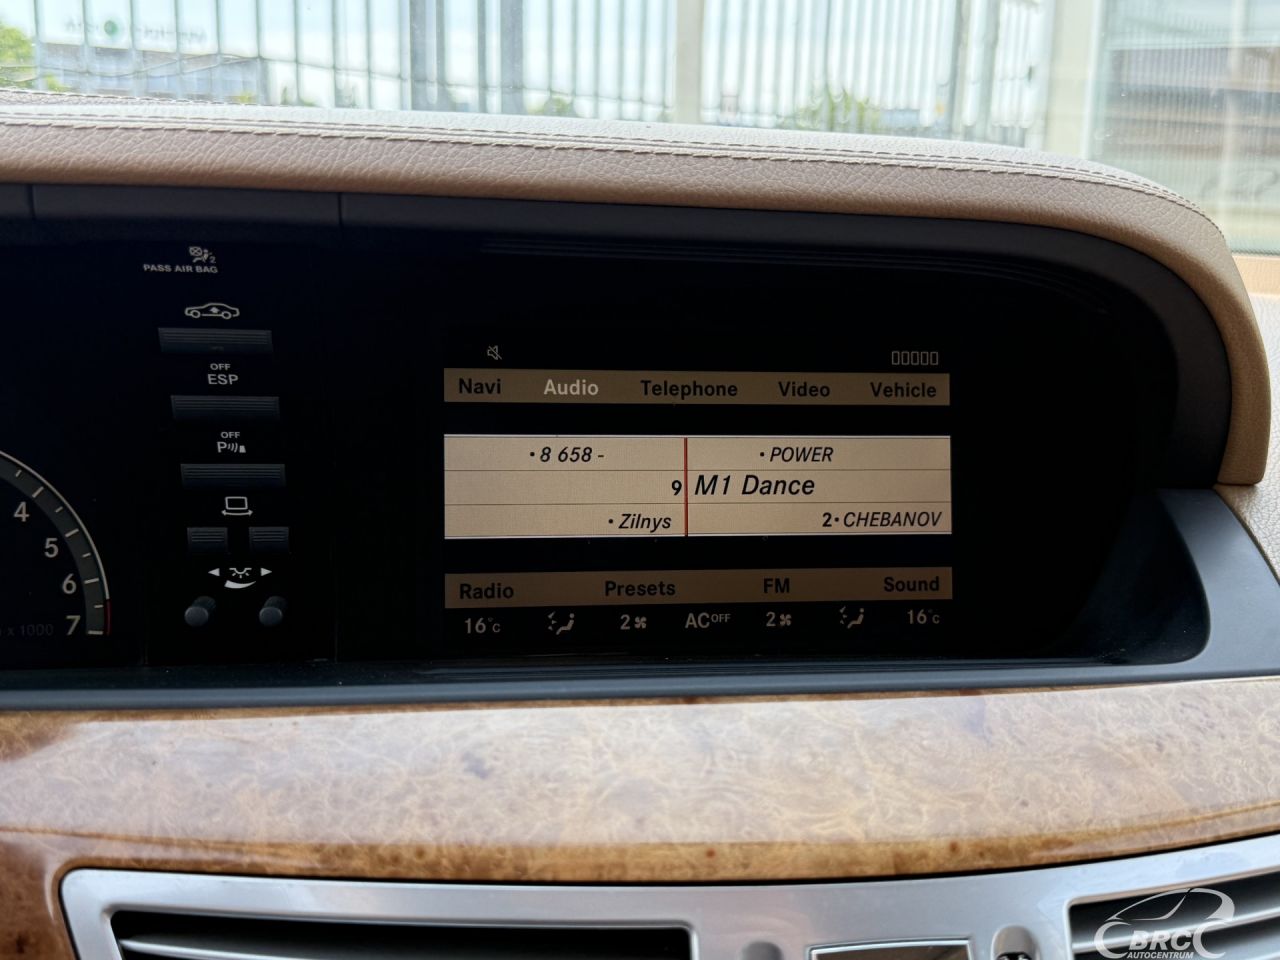 2
PASS AIR BAG
OFF
ESP
OFF
P
4
5
6
7
x 1000
Navi Audio Telephone Video Vehicle
• 8 658 - • POWER
9 M1 Dance
• Zilnys 2• CHEBANOV
Radio Presets FM Sound
16°C 2 AC OFF 2 16°C
BRC
AUTOCENTRUM